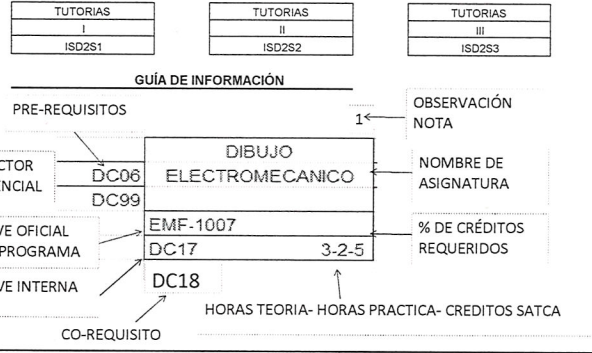 TUTORIAS
I
ISD2S1
TUTORIAS
II
ISD2S2
TUTORIAS
III
ISD2S3
GUÍA DE INFORMACIÓN
PRE-REQUISITOS
OBSERVACIÓN
NOTA
1
DIBUJO
ELECTROMECANICO
NOMBRE DE
ASIGNATURA
CTOR
ENCIAL
DC06
DC99
VE OFICIAL
PROGRAMA
EMF-1007
% DE CRÉDITOS
REQUERIDOS
DC17 3-2-5
VE INTERNA
DC18
HORAS TEORIA- HORAS PRACTICA- CREDITOS SATCA
CO-REQUISITO